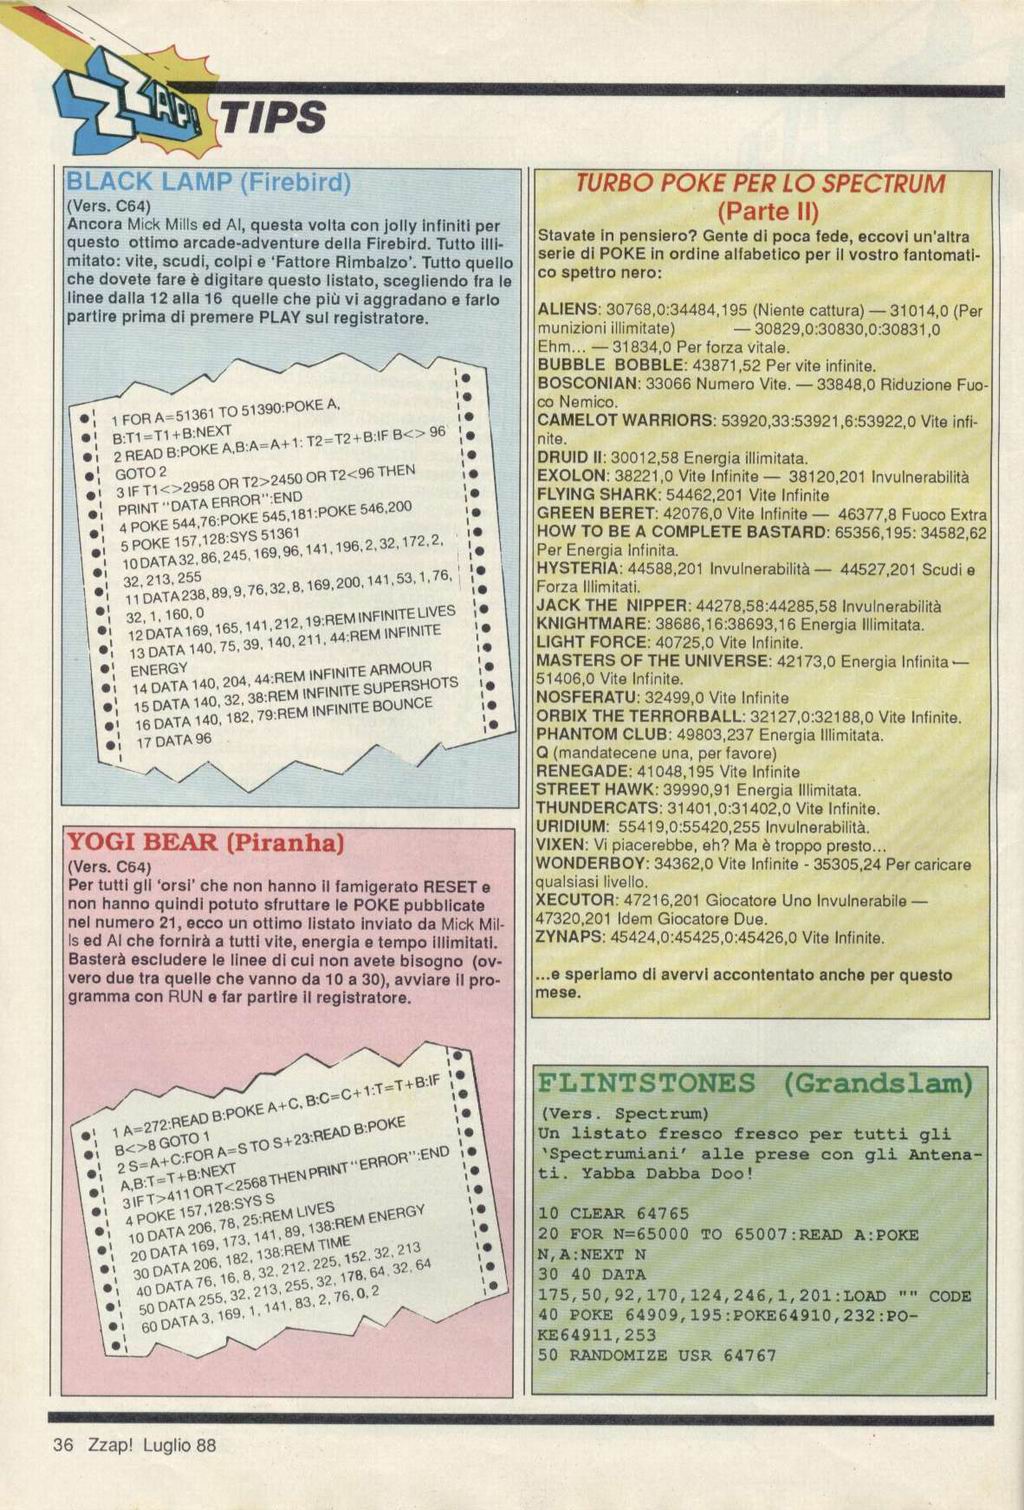 ZZAP!
TIPS
BLACK LAMP (Firebird)
(Vers. C64)
Ancora Mick Mills ed Al, questa volta con jolly infiniti per
questo ottimo arcade-adventure della Firebird. Tutto illi-
mitato: vite, scudi, colpi e 'Fattore Rimbalzo'. Tutto quello
che dovete fare è digitare questo listato, scegliendo fra le
linee dalla 12 alla 16 quelle che più vi aggradano e farlo
partire prima di premere PLAY sul registratore.
1 FOR A=51361 TO 51390:POKE A,
B:T1=T1+B:NEXT
2 READ B:POKE A,B:A=A+1: T2=T2+B:IF B<> 96
GOTO 2
3 IF T1<>2958 OR T2>2450 OR T2<96 THEN
PRINT "DATA ERROR":END
4 POKE 544,76:POKE 545,181:POKE 546,200
5 POKE 157,128:SYS 51361
10 DATA 32, 86, 245, 169, 96, 141, 196, 2, 32, 172, 2,
32, 213, 255
11 DATA 238, 89, 9, 76, 32, 8, 169, 200, 141, 53, 1, 76,
32, 1, 160, 0
12 DATA 169, 165, 141, 212, 19:REM INFINITE LIVES
13 DATA 140, 75, 39, 140, 211, 44:REM INFINITE
ENERGY
14 DATA 140, 204, 44:REM INFINITE ARMOUR
15 DATA 140, 32, 38:REM INFINITE SUPERSHOTS
16 DATA 140, 182, 79:REM INFINITE BOUNCE
17 DATA 96
YOGI BEAR (Piranha)
(Vers. C64)
Per tutti gli 'orsi' che non hanno il famigerato RESET e
non hanno quindi potuto sfruttare le POKE pubblicate
nel numero 21, ecco un ottimo listato inviato da Mick Mil-
ls ed Al che fornirà a tutti vite, energia e tempo illimitati.
Basterà escludere le linee di cui non avete bisogno (ov-
vero due tra quelle che vanno da 10 a 30), avviare il pro-
gramma con RUN e far partire il registratore.
1 A=272:READ B:POKE A+C, B:C=C+1:T=T+B:IF
B<>8 GOTO 1
2 S=A+C:FOR A=S TO S+23:READ B:POKE
A,B:T=T+B:NEXT
3 IF T>411 OR T<2568 THEN PRINT "ERROR":END
4 POKE 157,128:SYS S
10 DATA 206, 78, 25:REM LIVES
20 DATA 169, 173, 141, 89, 138:REM ENERGY
30 DATA 206, 182, 138:REM TIME
40 DATA 76, 16, 8, 32, 212, 225, 152, 32, 213
50 DATA 255, 32, 213, 255, 32, 178, 64, 32, 64
60 DATA 3, 169, 1, 141, 83, 2, 76, 0, 2
TURBO POKE PER LO SPECTRUM
(Parte II)
Stavate in pensiero? Gente di poca fede, eccovi un'altra
serie di POKE in ordine alfabetico per il vostro fantomati-
co spettro nero:
ALIENS: 30768,0:34484,195 (Niente cattura) — 31014,0 (Per
munizioni illimitate) — 30829,0:30830,0:30831,0
Ehm... — 31834,0 Per forza vitale.
BUBBLE BOBBLE: 43871,52 Per vite infinite.
BOSCONIAN: 33066 Numero Vite. — 33848,0 Riduzione Fuo-
co Nemico.
CAMELOT WARRIORS: 53920,33:53921,6:53922,0 Vite infi-
nite.
DRUID II: 30012,58 Energia illimitata.
EXOLON: 38221,0 Vite Infinite — 38120,201 Invulnerabilità
FLYING SHARK: 54462,201 Vite Infinite
GREEN BERET: 42076,0 Vite Infinite — 46377,8 Fuoco Extra
HOW TO BE A COMPLETE BASTARD: 65356,195: 34582,62
Per Energia Infinita.
HYSTERIA: 44588,201 Invulnerabilità — 44527,201 Scudi e
Forza Illimitati.
JACK THE NIPPER: 44278,58:44285,58 Invulnerabilità
KNIGHTMARE: 38686,16:38693,16 Energia Illimitata.
LIGHT FORCE: 40725,0 Vite Infinite.
MASTERS OF THE UNIVERSE: 42173,0 Energia Infinita —
51406,0 Vite Infinite.
NOSFERATU: 32499,0 Vite Infinite
ORBIX THE TERRORBALL: 32127,0:32188,0 Vite Infinite.
PHANTOM CLUB: 49803,237 Energia Illimitata.
Q (mandatecene una, per favore)
RENEGADE: 41048,195 Vite Infinite
STREET HAWK: 39990,91 Energia Illimitata.
THUNDERCATS: 31401,0:31402,0 Vite Infinite.
URIDIUM: 55419,0:55420,255 Invulnerabilità.
VIXEN: Vi piacerebbe, eh? Ma è troppo presto...
WONDERBOY: 34362,0 Vite Infinite - 35305,24 Per caricare
qualsiasi livello.
XECUTOR: 47216,201 Giocatore Uno Invulnerabile —
47320,201 Idem Giocatore Due.
ZYNAPS: 45424,0:45425,0:45426,0 Vite Infinite.
...e speriamo di avervi accontentato anche per questo
mese.
FLINTSTONES (Grandslam)
(Vers. Spectrum)
Un listato fresco fresco per tutti gli
'Spectrumiani' alle prese con gli Antena-
ti. Yabba Dabba Doo!
10 CLEAR 64765
20 FOR N=65000 TO 65007:READ A:POKE
N,A:NEXT N
30 40 DATA
175,50,92,170,124,246,1,201:LOAD "" CODE
40 POKE 64909,195:POKE64910,232:PO-
KE64911,253
50 RANDOMIZE USR 64767
36 Zzap! Luglio 88